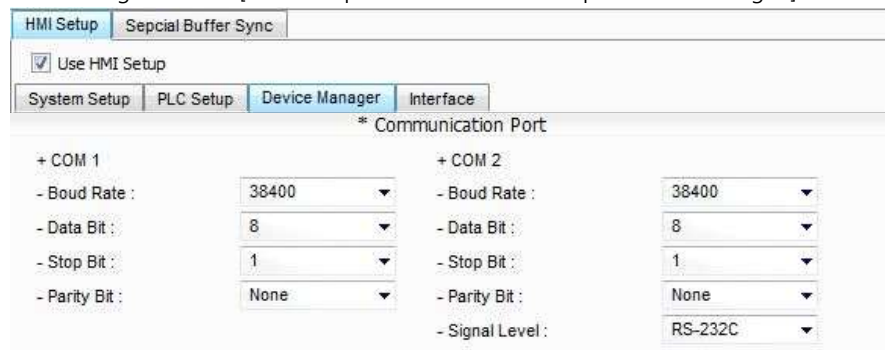 HMI Setup Sepcial Buffer Sync
Use HMI Setup
System Setup PLC Setup Device Manager Interface
* Communication Port
+ COM 1 + COM 2
- Boud Rate : 38400 - Boud Rate : 38400
- Data Bit : 8 - Data Bit : 8
- Stop Bit : 1 - Stop Bit : 1
- Parity Bit : None - Parity Bit : None
- Signal Level : RS-232C